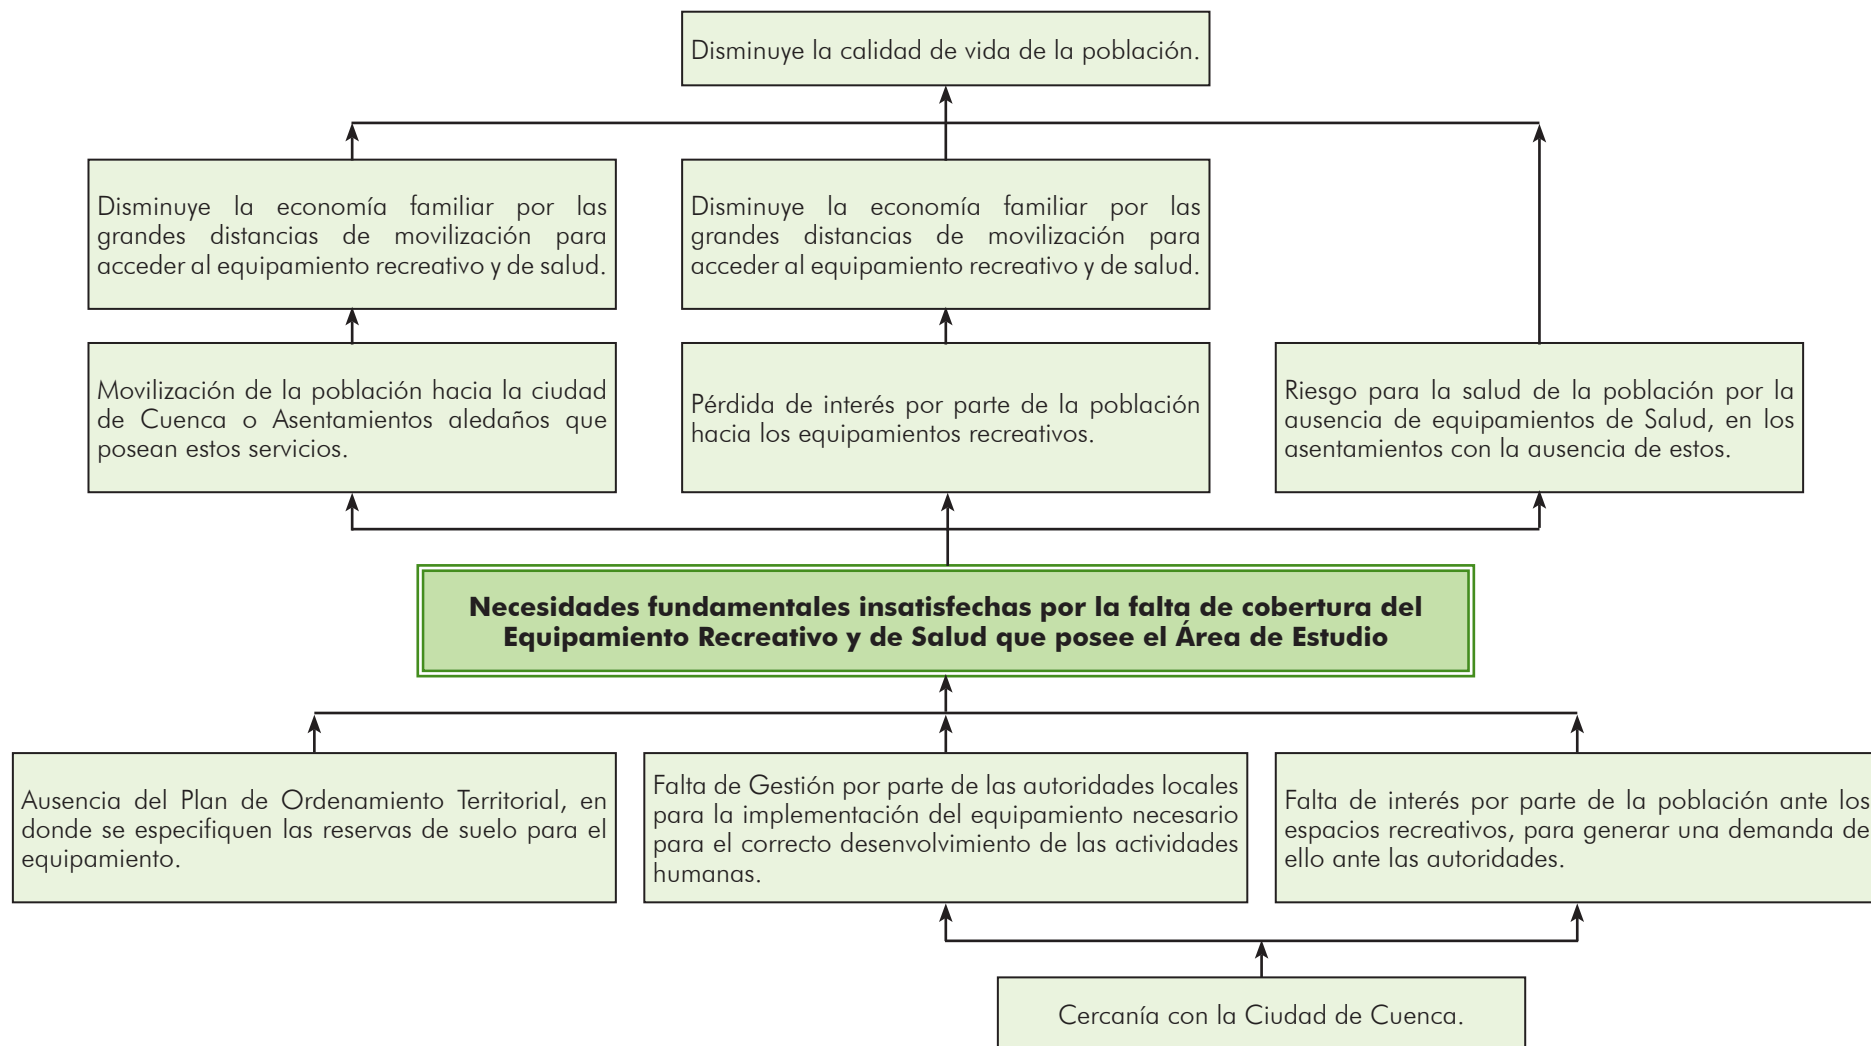 Disminuye la calidad de vida de la población.
Disminuye la economía familiar por las
grandes distancias de movilización para
acceder al equipamiento recreativo y de salud.
Disminuye la economía familiar por las
grandes distancias de movilización para
acceder al equipamiento recreativo y de salud.
Movilización de la población hacia la ciudad
de Cuenca o Asentamientos aledaños que
posean estos servicios.
Pérdida de interés por parte de la población
hacia los equipamientos recreativos.
Riesgo para la salud de la población por la
ausencia de equipamientos de Salud, en los
asentamientos con la ausencia de estos.
Necesidades fundamentales insatisfechas por la falta de cobertura del
Equipamiento Recreativo y de Salud que posee el Área de Estudio
Ausencia del Plan de Ordenamiento Territorial, en
donde se especifiquen las reservas de suelo para el
equipamiento.
Falta de Gestión por parte de las autoridades locales
para la implementación del equipamiento necesario
para el correcto desenvolvimiento de las actividades
humanas.
Falta de interés por parte de la población ante los
espacios recreativos, para generar una demanda de
ello ante las autoridades.
Cercanía con la Ciudad de Cuenca.